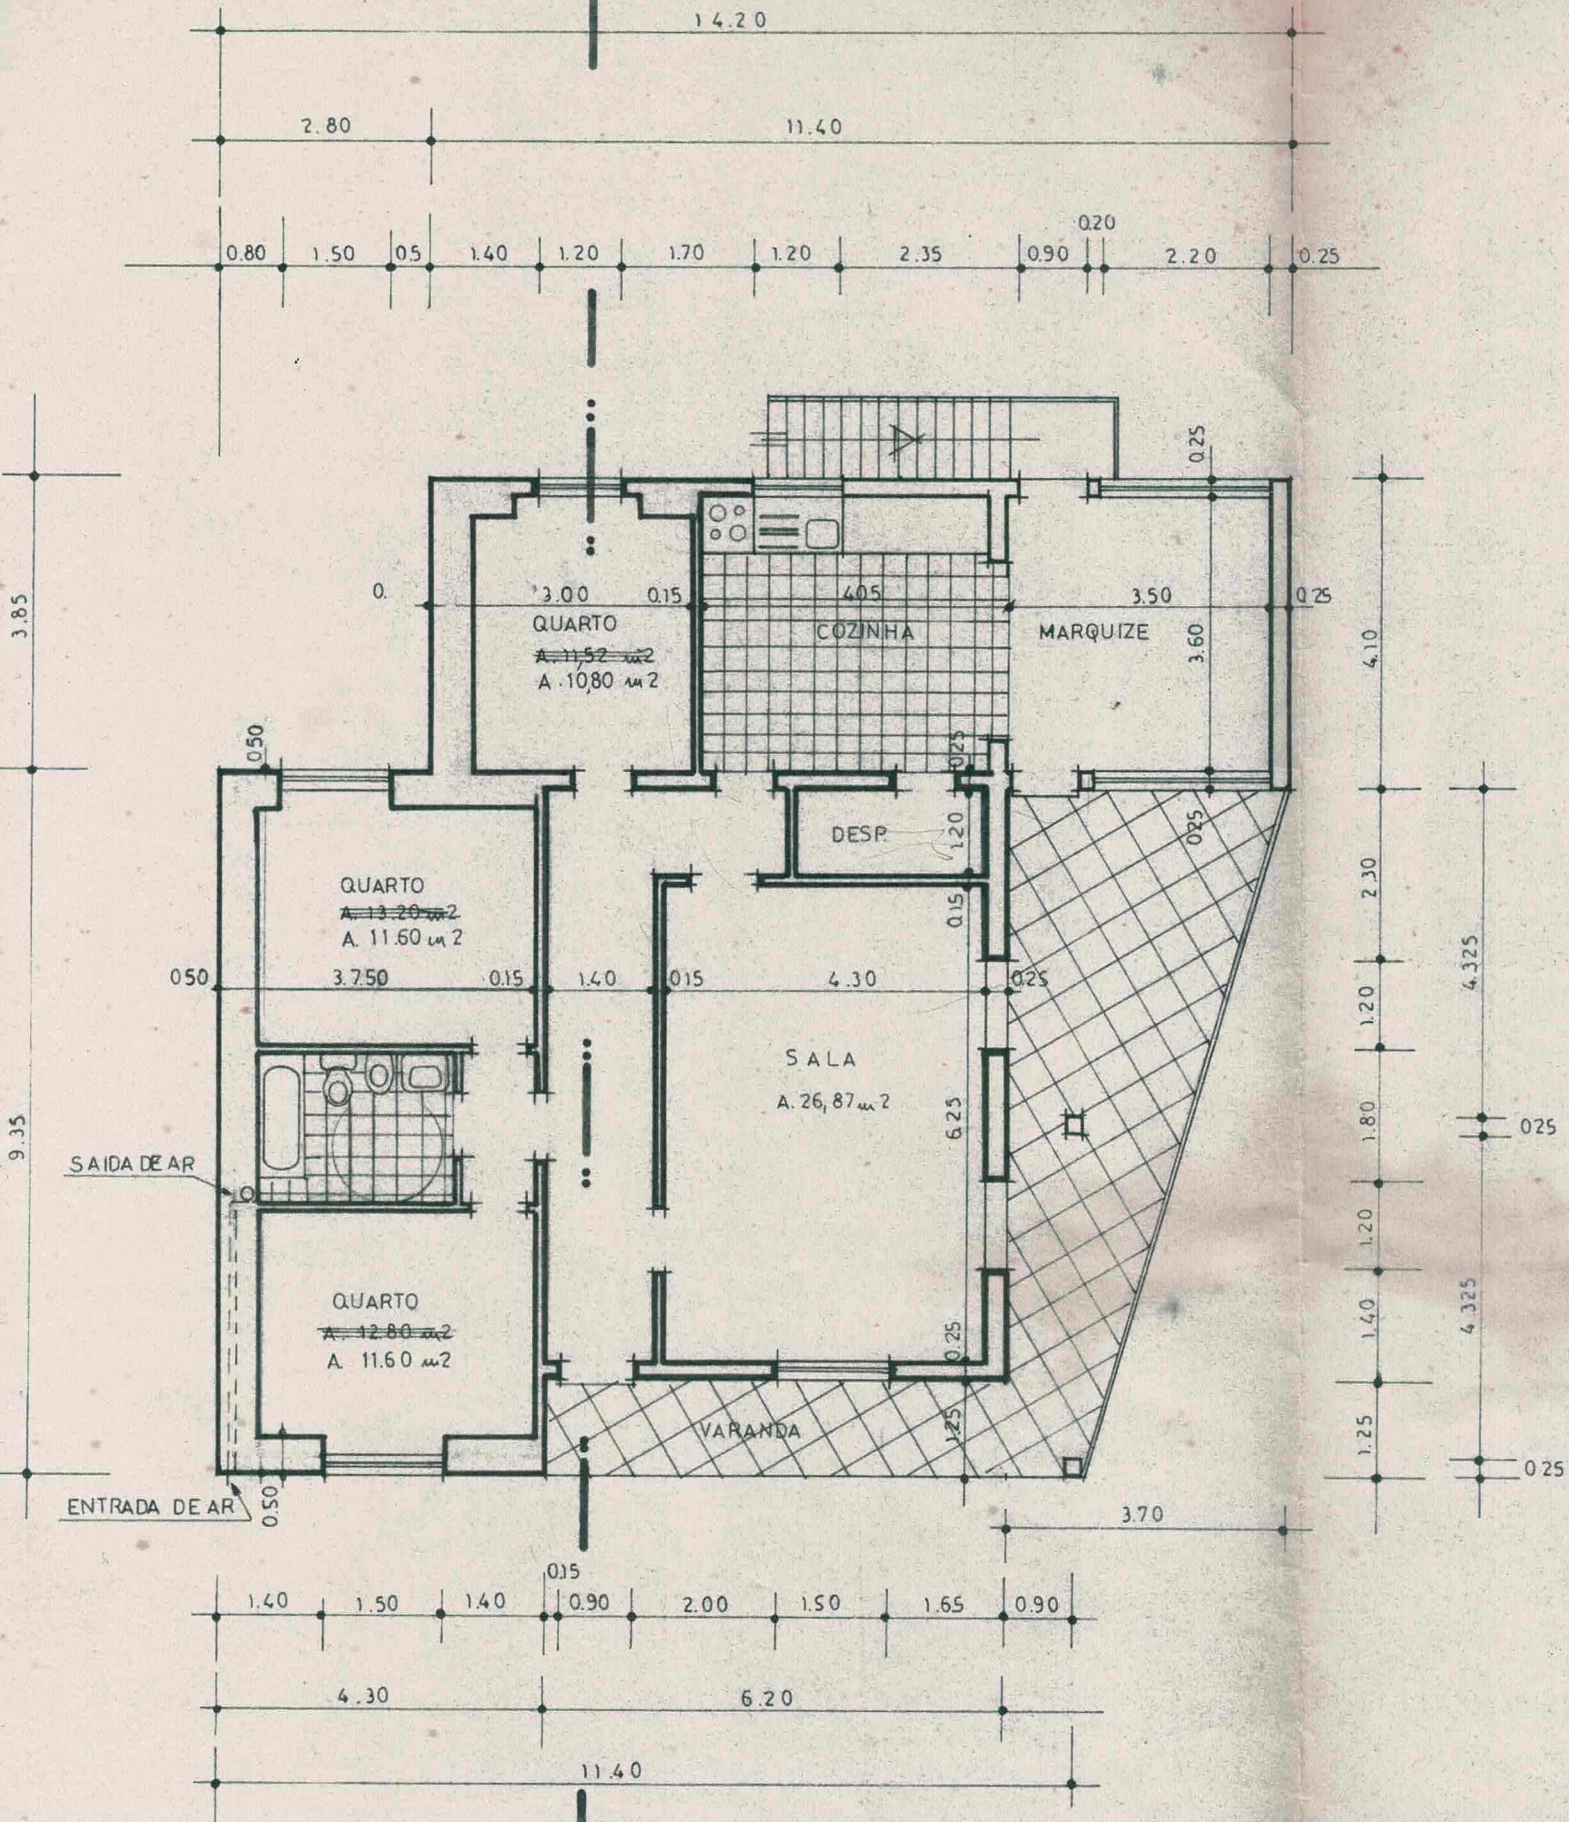 14.20
2.80 11.40
0.20
0.80 1.50 0.5 1.40 1.20 1.70 1.20 2.35 0.90 2.20 0.25
0.25
3.85
0. 3.00 0.15 4.05 3.50 0.25
QUARTO COZINHA MARQUIZE 3.60 4.10
A. 11,52 m2
A. 10,80 m2
0.50
0.25
DESP. 1.20 0.25
QUARTO 2.30
A. 13.20 m2
A. 11.60 m2
0.15
4.325
0.50 3.750 0.15 1.40 0.15 4.30 0.25
1.20
SALA
A. 26,87 m2
6.25 1.80
0.25
9.35
SAIDA DE AR
1.20
QUARTO 1.40 4.325
A. 12.80 m2
A. 11.60 m2
0.25
VARANDA 1.25 1.25
0.25
ENTRADA DE AR 0.50
3.70
0.15
1.40 1.50 1.40 0.90 2.00 1.50 1.65 0.90
4.30 6.20
11.40